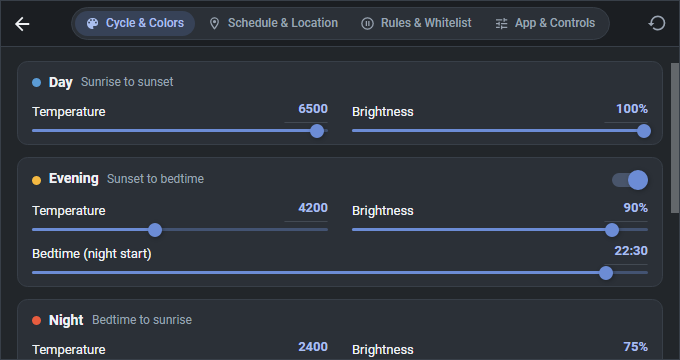 Cycle & Colors Schedule & Location Rules & Whitelist App & Controls
Day Sunrise to sunset
Temperature 6500 Brightness 100%
Evening Sunset to bedtime
Temperature 4200 Brightness 90%
Bedtime (night start) 22:30
Night Bedtime to sunrise
Temperature 2400 Brightness 75%